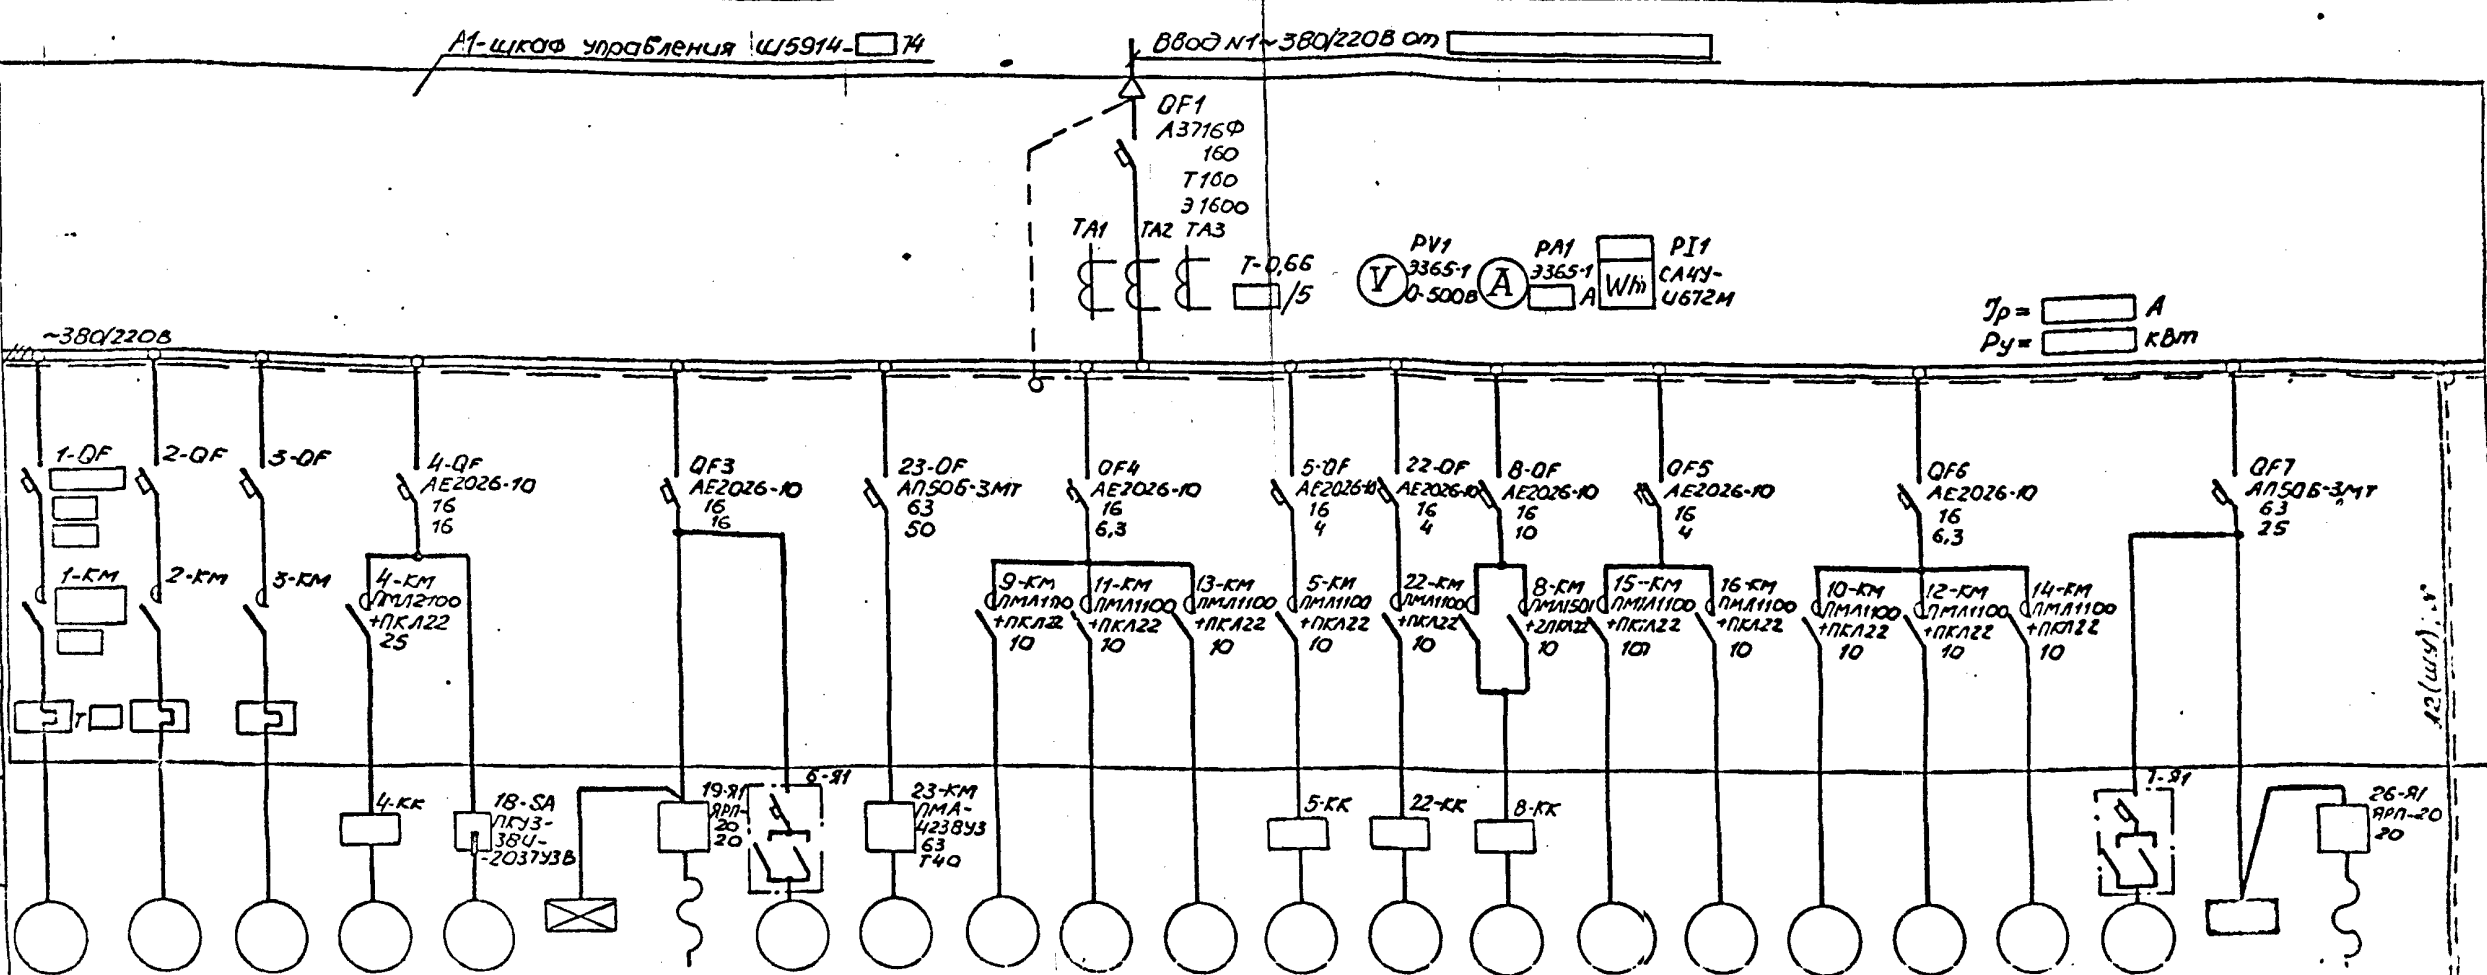 А1-шкаф управления Ш5914-74
Ввод N1~380/220В от
QF1
А3716Ф
160
Т160
Э1600
ТА1
ТА2
ТА3
Т-0,66
/5
V
PV1
Э365-1
0-500В
A
PA1
Э365-1
А
Wh
PI1
СА4У-
И672М
Iр= А
Ру= кВт
~380/220В
1-QF
2-QF
3-QF
4-QF
АЕ2026-10
16
16
QF3
АЕ2026-10
16
16
23-QF
АП50Б-3МТ
63
50
QF4
АЕ2026-10
16
6,3
5-QF
АЕ2026-10
16
4
22-QF
АЕ2026-10
16
4
8-QF
АЕ2026-10
16
10
QF5
АЕ2026-10
16
4
QF6
АЕ2026-10
16
6,3
QF7
АП50Б-3МТ
63
25
1-КМ
2-КМ
3-КМ
4-КМ
ПМЛ2100
+ПКЛ22
25
9-КМ
ПМЛ1100
+ПКЛ22
10
11-КМ
ПМЛ1100
+ПКЛ22
10
13-КМ
ПМЛ1100
+ПКЛ22
10
5-КМ
ПМЛ1100
+ПКЛ22
10
22-КМ
ПМЛ1100
+ПКЛ22
10
8-КМ
ПМЛ1501
+2ПКЛ22
10
15-КМ
ПМЛ1100
+ПКЛ22
10
16-КМ
ПМЛ1100
+ПКЛ22
10
10-КМ
ПМЛ1100
+ПКЛ22
10
12-КМ
ПМЛ1100
+ПКЛ22
10
14-КМ
ПМЛ1100
+ПКЛ22
10
Т
4-КК
18-SA
ПКУ3-
38И-
-2037У3В
19-Я1
ЯРП-
20
20
6-Я1
23-КМ
ПМА-
4238У3
63
Т40
5-КК
22-КК
8-КК
7-Я1
26-Я1
ЯРП-20
20